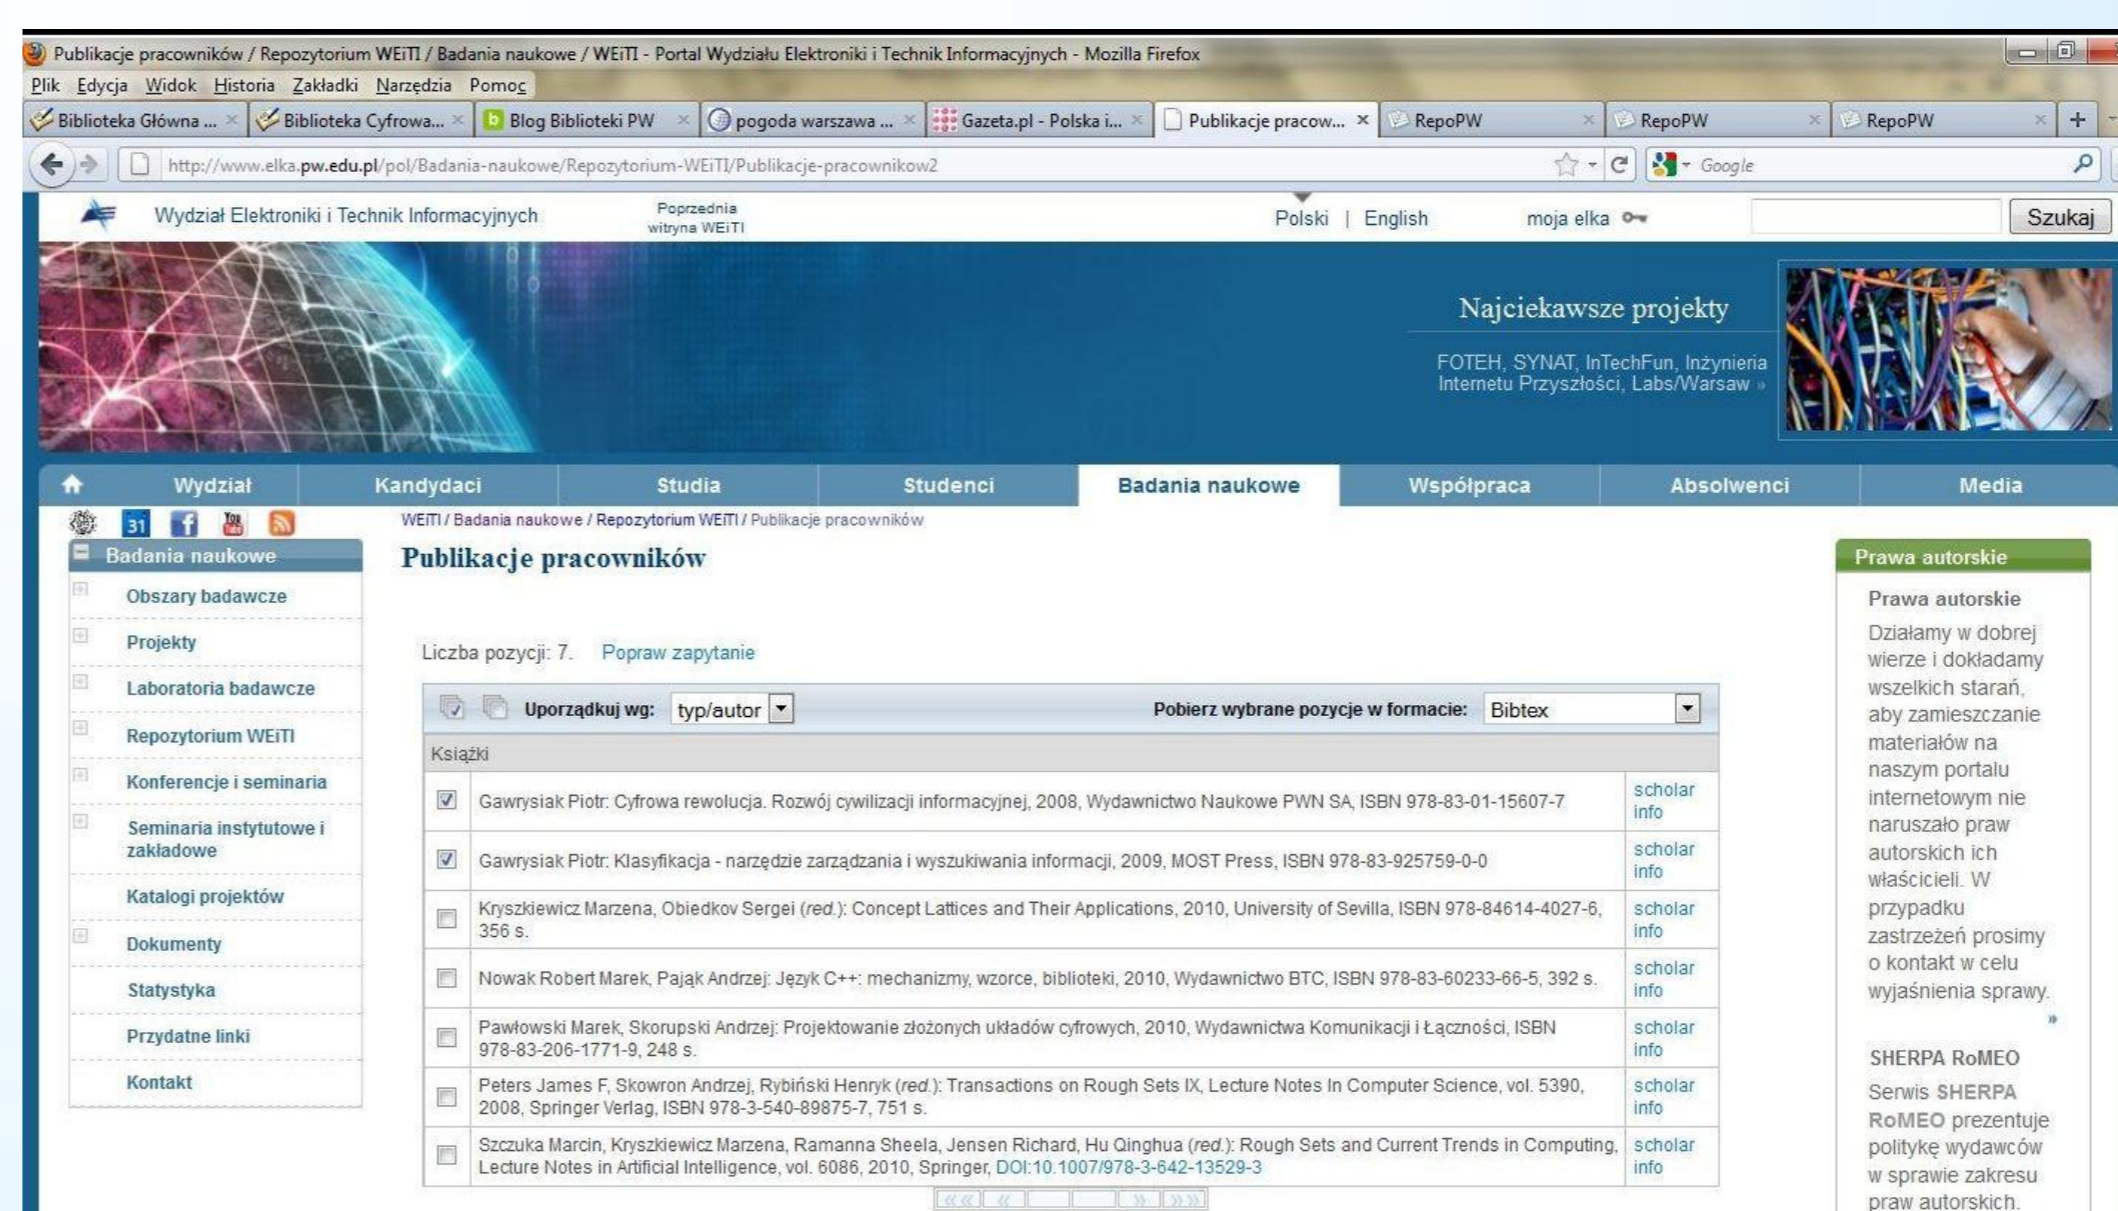 Publikacje pracowników / Repozytorium WEiTI / Badania naukowe / WEiTI - Portal Wydziału Elektroniki i Technik Informacyjnych - Mozilla Firefox
Plik Edycja Widok Historia Zakładki Narzędzia Pomoc
Biblioteka Główna ... Biblioteka Cyfrowa... Blog Biblioteki PW pogoda warszawa ... Gazeta.pl - Polska i... Publikacje pracow... RepoPW RepoPW RepoPW
http://www.elka.pw.edu.pl/pol/Badania-naukowe/Repozytorium-WEiTI/Publikacje-pracownikow2 Google
Wydział Elektroniki i Technik Informacyjnych
Poprzednia
witryna WEiTI
Polski | English moja elka Szukaj
Najciekawsze projekty
FOTEH, SYNAT, InTechFun, Inżynieria
Internetu Przyszłości, Labs/Warsaw »
Wydział Kandydaci Studia Studenci Badania naukowe Współpraca Absolwenci Media
31 You Tube
WEiTI / Badania naukowe / Repozytorium WEiTI / Publikacje pracowników
Badania naukowe
Obszary badawcze
Projekty
Laboratoria badawcze
Repozytorium WEiTI
Konferencje i seminaria
Seminaria instytutowe i
zakładowe
Katalogi projektów
Dokumenty
Statystyka
Przydatne linki
Kontakt
Publikacje pracowników
Liczba pozycji: 7. Popraw zapytanie
Uporządkuj wg: typ/autor Pobierz wybrane pozycje w formacie: Bibtex
Książki
Gawrysiak Piotr: Cyfrowa rewolucja. Rozwój cywilizacji informacyjnej, 2008, Wydawnictwo Naukowe PWN SA, ISBN 978-83-01-15607-7
scholar
info
Gawrysiak Piotr: Klasyfikacja - narzędzie zarządzania i wyszukiwania informacji, 2009, MOST Press, ISBN 978-83-925759-0-0
scholar
info
Kryszkiewicz Marzena, Obiedkov Sergei (red.): Concept Lattices and Their Applications, 2010, University of Sevilla, ISBN 978-84614-4027-6,
356 s.
scholar
info
Nowak Robert Marek, Pająk Andrzej: Język C++: mechanizmy, wzorce, biblioteki, 2010, Wydawnictwo BTC, ISBN 978-83-60233-66-5, 392 s.
scholar
info
Pawłowski Marek, Skorupski Andrzej: Projektowanie złożonych układów cyfrowych, 2010, Wydawnictwa Komunikacji i Łączności, ISBN
978-83-206-1771-9, 248 s.
scholar
info
Peters James F, Skowron Andrzej, Rybiński Henryk (red.): Transactions on Rough Sets IX, Lecture Notes In Computer Science, vol. 5390,
2008, Springer Verlag, ISBN 978-3-540-89875-7, 751 s.
scholar
info
Szczuka Marcin, Kryszkiewicz Marzena, Ramanna Sheela, Jensen Richard, Hu Qinghua (red.): Rough Sets and Current Trends in Computing,
Lecture Notes in Artificial Intelligence, vol. 6086, 2010, Springer, DOI:10.1007/978-3-642-13529-3
scholar
info
«« « » »»
Prawa autorskie
Prawa autorskie
Działamy w dobrej
wierze i dokładamy
wszelkich starań,
aby zamieszczanie
materiałów na
naszym portalu
internetowym nie
naruszało praw
autorskich ich
właścicieli. W
przypadku
zastrzeżeń prosimy
o kontakt w celu
wyjaśnienia sprawy.
»
SHERPA RoMEO
Serwis SHERPA
RoMEO prezentuje
politykę wydawców
w sprawie zakresu
praw autorskich.